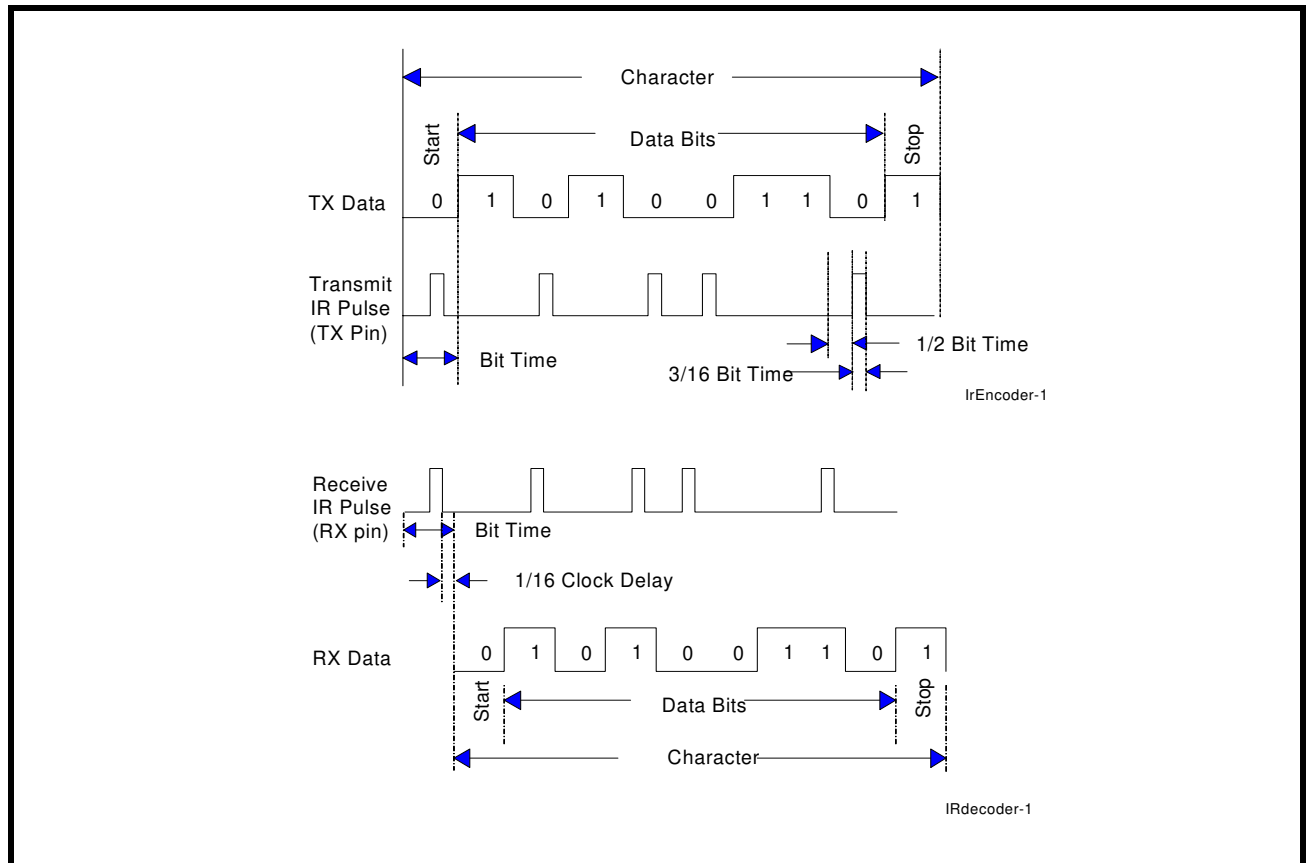 Character
Start
Data Bits
Stop
TX Data
0 1 0 1 0 0 1 1 0 1
Transmit
IR Pulse
(TX Pin)
Bit Time
1/2 Bit Time
3/16 Bit Time
IrEncoder-1
Receive
IR Pulse
(RX pin)
Bit Time
1/16 Clock Delay
RX Data
0 1 0 1 0 0 1 1 0 1
Start
Data Bits
Stop
Character
IRdecoder-1